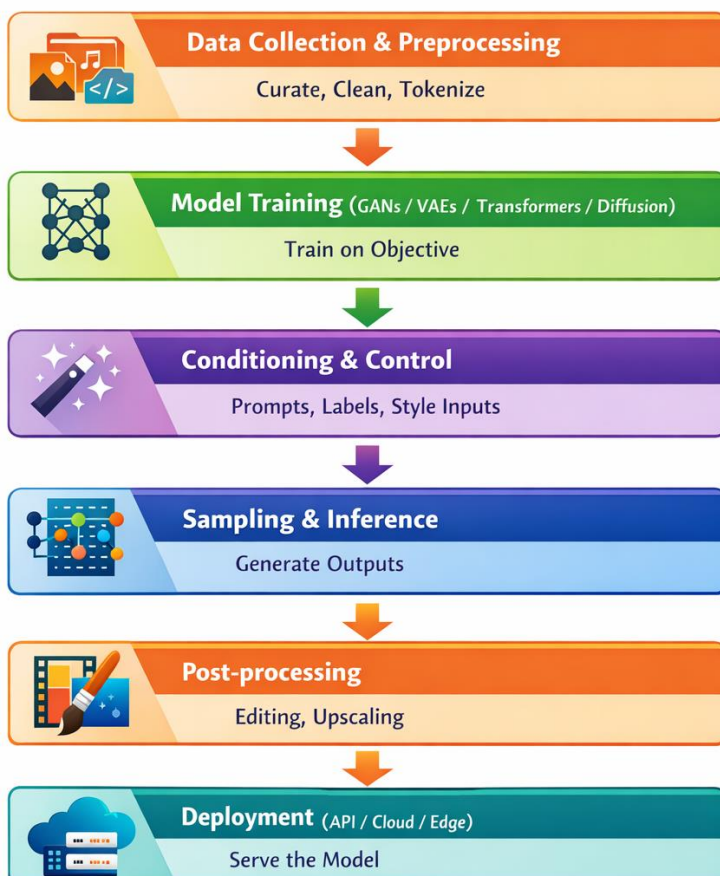 Data Collection & Preprocessing
</>
Curate, Clean, Tokenize
Model Training (GANs / VAEs / Transformers / Diffusion)
Train on Objective
Conditioning & Control
Prompts, Labels, Style Inputs
Sampling & Inference
Generate Outputs
Post-processing
Editing, Upscaling
Deployment (API / Cloud / Edge)
Serve the Model